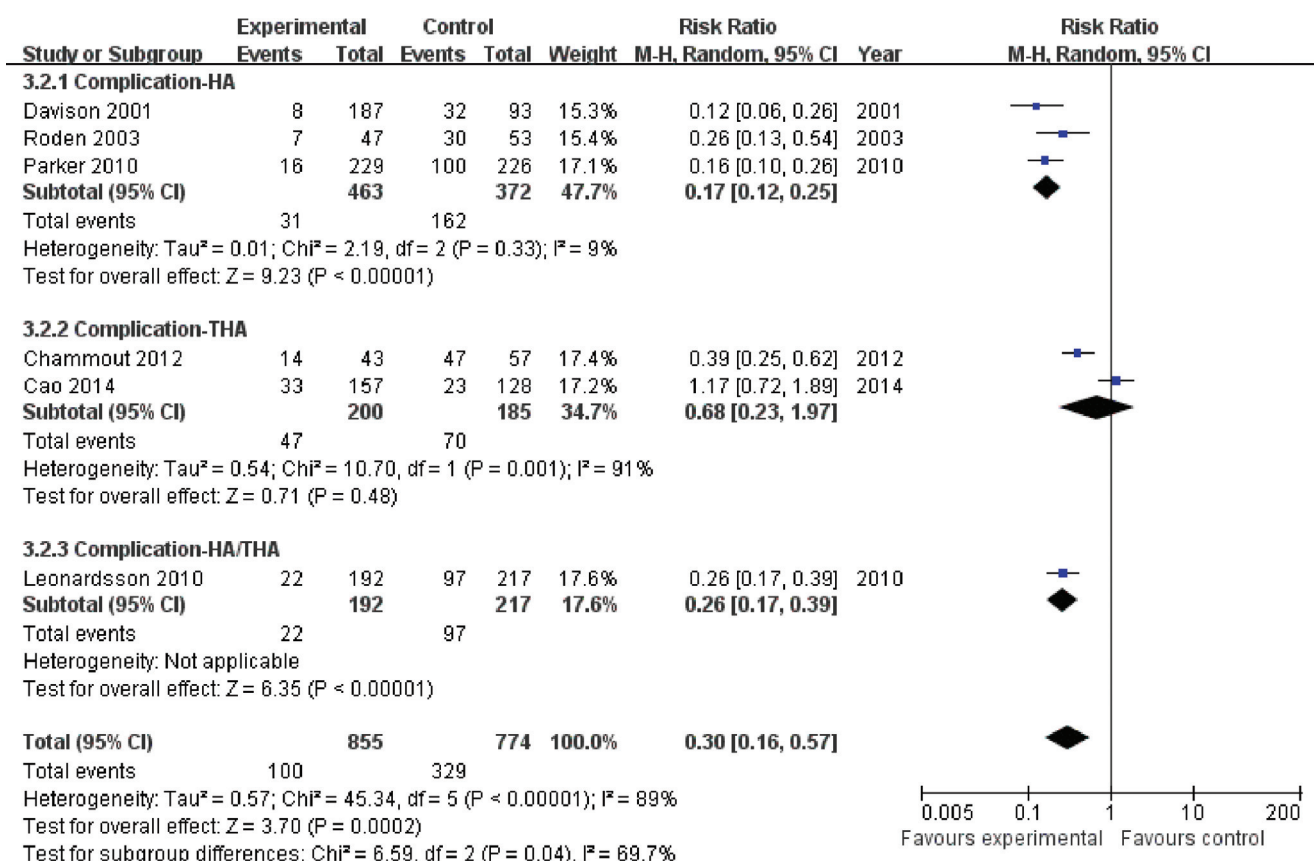 Experimental Control Risk Ratio Risk Ratio
Study or Subgroup Events Total Events Total Weight M-H, Random, 95% CI Year M-H, Random, 95% CI
3.2.1 Complication-HA
Davison 2001 8 187 32 93 15.3% 0.12 [0.06, 0.26] 2001
Roden 2003 7 47 30 53 15.4% 0.26 [0.13, 0.54] 2003
Parker 2010 16 229 100 226 17.1% 0.16 [0.10, 0.26] 2010
Subtotal (95% CI) 463 372 47.7% 0.17 [0.12, 0.25]
Total events 31 162
Heterogeneity: Tau² = 0.01; Chi² = 2.19, df = 2 (P = 0.33); I² = 9%
Test for overall effect: Z = 9.23 (P < 0.00001)
3.2.2 Complication-THA
Chammout 2012 14 43 47 57 17.4% 0.39 [0.25, 0.62] 2012
Cao 2014 33 157 23 128 17.2% 1.17 [0.72, 1.89] 2014
Subtotal (95% CI) 200 185 34.7% 0.68 [0.23, 1.97]
Total events 47 70
Heterogeneity: Tau² = 0.54; Chi² = 10.70, df = 1 (P = 0.001); I² = 91%
Test for overall effect: Z = 0.71 (P = 0.48)
3.2.3 Complication-HA/THA
Leonardsson 2010 22 192 97 217 17.6% 0.26 [0.17, 0.39] 2010
Subtotal (95% CI) 192 217 17.6% 0.26 [0.17, 0.39]
Total events 22 97
Heterogeneity: Not applicable
Test for overall effect: Z = 6.35 (P < 0.00001)
Total (95% CI) 855 774 100.0% 0.30 [0.16, 0.57]
Total events 100 329
Heterogeneity: Tau² = 0.57; Chi² = 45.34, df = 5 (P < 0.00001); I² = 89%
Test for overall effect: Z = 3.70 (P = 0.0002)
Test for subgroup differences: Chi² = 6.59, df = 2 (P = 0.04), I² = 69.7%
0.005 0.1 1 10 200
Favours experimental Favours control